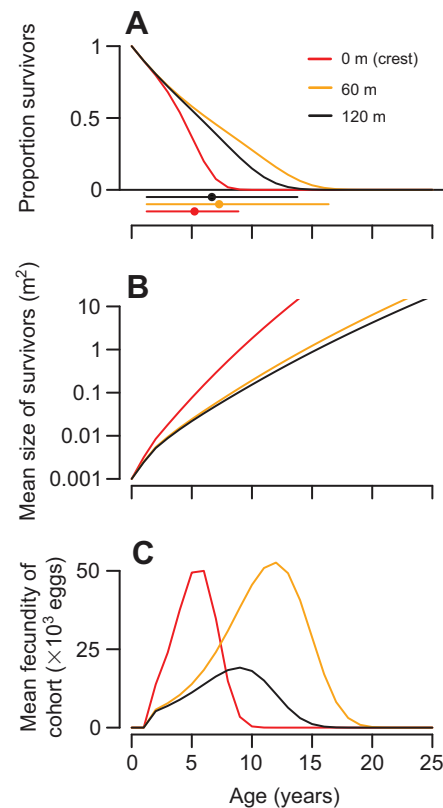 A
Proportion survivors
1
0.5
0
0 m (crest)
60 m
120 m
B
Mean size of survivors (m²)
10
1
0.1
0.01
0.001
C
Mean fecundity of
cohort (×10³ eggs)
50
25
0
0 5 10 15 20 25
Age (years)